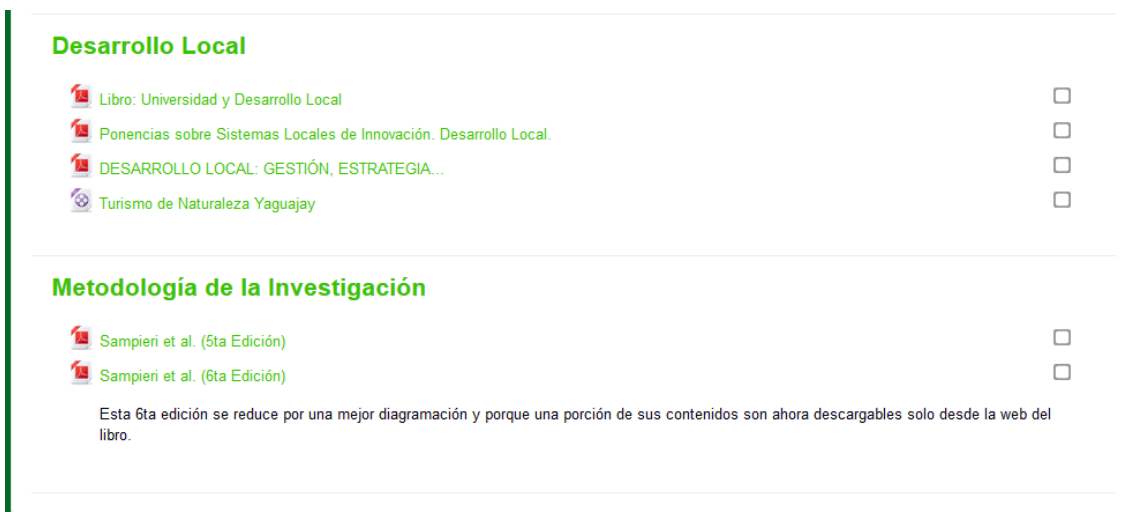 Desarrollo Local
Libro: Universidad y Desarrollo Local
Ponencias sobre Sistemas Locales de Innovación. Desarrollo Local.
DESARROLLO LOCAL: GESTIÓN, ESTRATEGIA...
Turismo de Naturaleza Yaguajay
Metodología de la Investigación
Sampieri et al. (5ta Edición)
Sampieri et al. (6ta Edición)
Esta 6ta edición se reduce por una mejor diagramación y porque una porción de sus contenidos son ahora descargables solo desde la web del
libro.